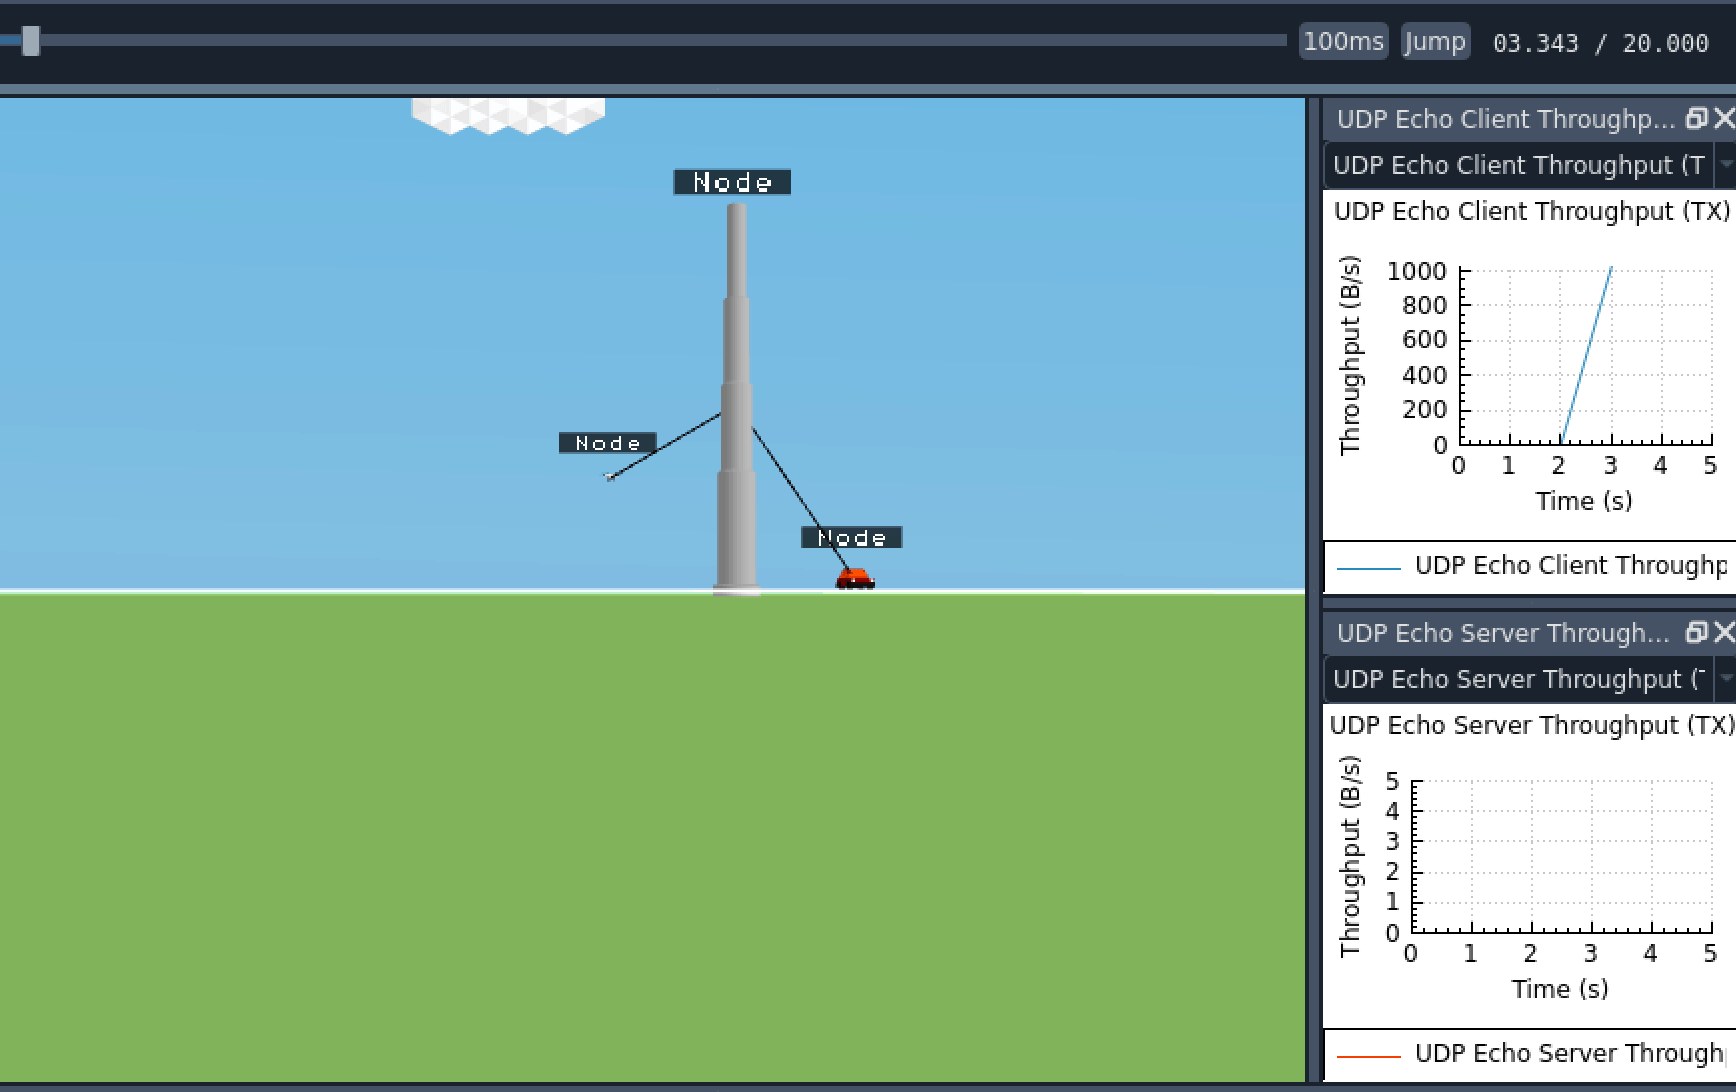 100ms Jump 03.343 / 20.000
UDP Echo Client Throughp...
UDP Echo Client Throughput (T
UDP Echo Client Throughput (TX)
Throughput (B/s)
1000
800
600
400
200
0
0 1 2 3 4 5
Time (s)
UDP Echo Client Throughp
Node
Node
Node
UDP Echo Server Through...
UDP Echo Server Throughput (T
UDP Echo Server Throughput (TX)
Throughput (B/s)
5
4
3
2
1
0
0 1 2 3 4 5
Time (s)
UDP Echo Server Through